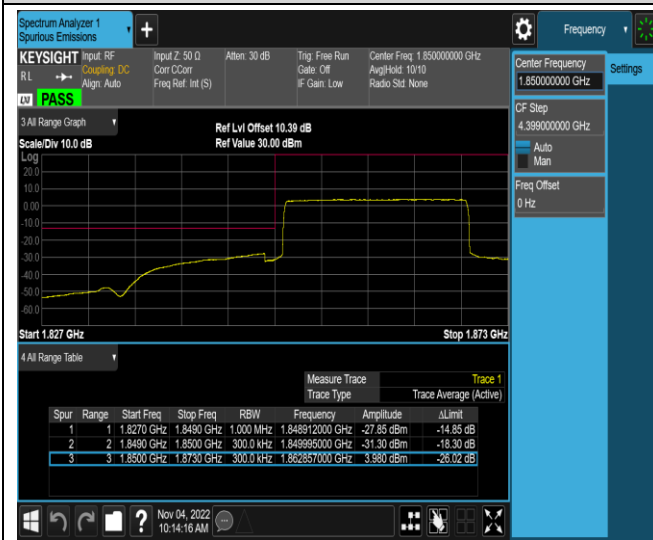 Spectrum Analyzer 1
Spurious Emissions
+
Frequency
KEYSIGHT
RL
LXI PASS
Input: RF
Coupling: DC
Align: Auto
Input Z: 50 Ω
Corr CCorr
Freq Ref: Int (S)
Atten: 30 dB
Trig: Free Run
Gate: Off
IF Gain: Low
Center Freq: 1.850000000 GHz
Avg|Hold: 10/10
Radio Std: None
Center Frequency
1.850000000 GHz
Settings
CF Step
4.399000000 GHz
Auto
Man
Freq Offset
0 Hz
3 All Range Graph
Scale/Div 10.0 dB
Ref Lvl Offset 10.39 dB
Ref Value 30.00 dBm
Log
20.0
10.0
0.00
-10.0
-20.0
-30.0
-40.0
-50.0
-60.0
Start 1.827 GHz Stop 1.873 GHz
4 All Range Table
Measure Trace Trace 1
Trace Type Trace Average (Active)
Spur Range Start Freq Stop Freq RBW Frequency Amplitude ΔLimit
1 1 1.8270 GHz 1.8490 GHz 1.000 MHz 1.848912000 GHz -27.85 dBm -14.85 dB
2 2 1.8490 GHz 1.8500 GHz 300.0 kHz 1.849995000 GHz -31.30 dBm -18.30 dB
3 3 1.8500 GHz 1.8730 GHz 300.0 kHz 1.862857000 GHz 3.980 dBm -26.02 dB
?
Nov 04, 2022
10:14:16 AM